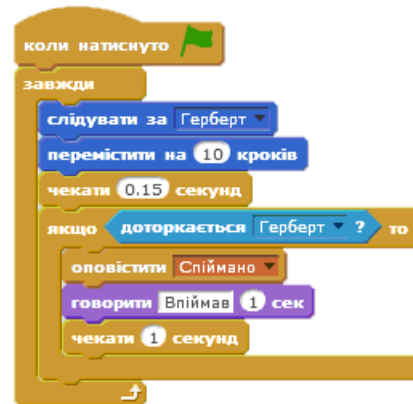 коли натиснуто
завжди
слідувати за Герберт
перемістити на 10 кроків
чекати 0.15 секунд
якщо доторкається Герберт ? то
оповістити Спіймано
говорити Впіймав 1 сек
чекати 1 секунд